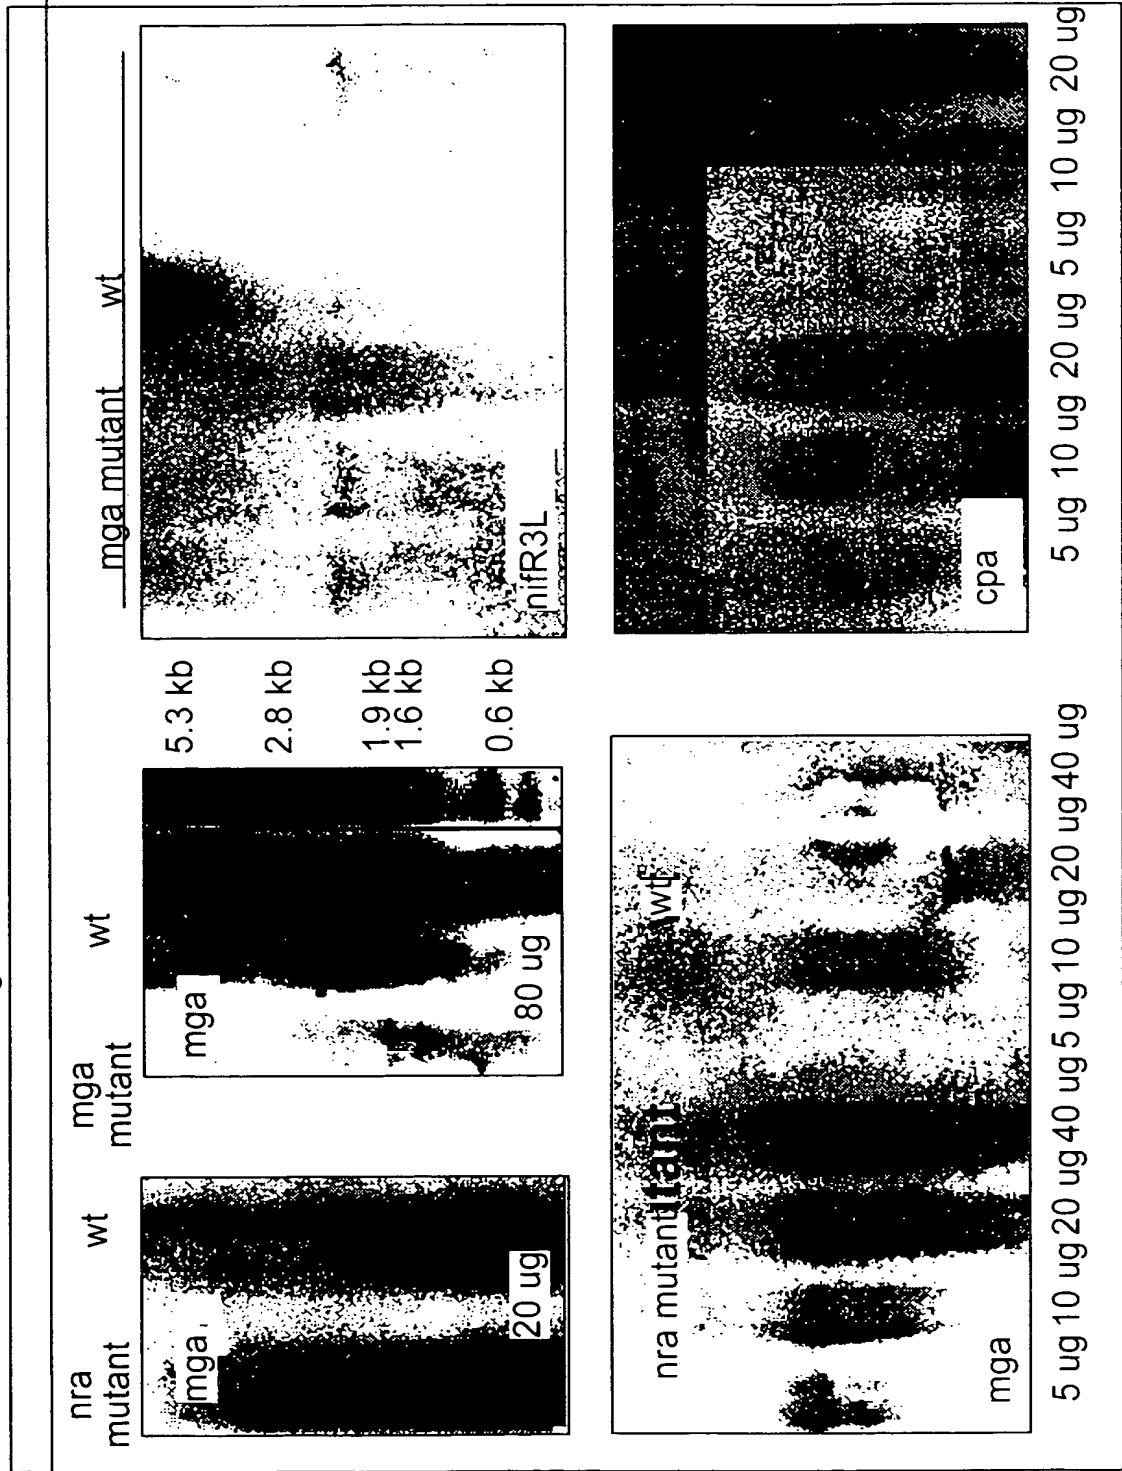 nra mutant
wt
mga
20 ug
mga mutant
wt
mga
80 ug
5.3 kb
2.8 kb
1.9 kb
1.6 kb
0.6 kb
mga mutant
wt
nifR3L
nra mutant
tant
wt
mga
5 ug 10 ug 20 ug 40 ug 5 ug 10 ug 20 ug 40 ug
cpa
5 ug 10 ug 20 ug 5 ug 10 ug 20 ug